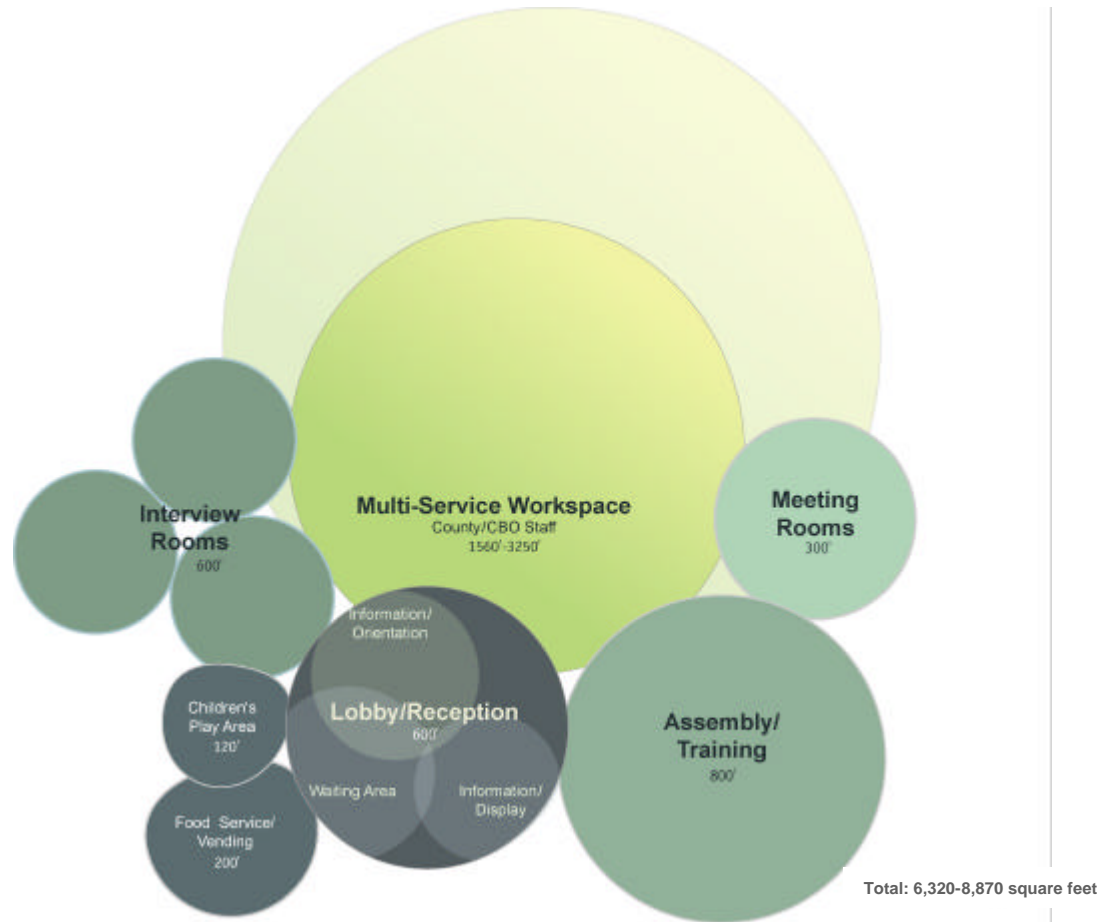 Multi-Service Workspace
County/CBO Staff
1560'-3250'
Interview
Rooms
600'
Meeting
Rooms
300'
Information/
Orientation
Lobby/Reception
600'
Waiting Area
Information/
Display
Children's
Play Area
120'
Food Service/
Vending
200'
Assembly/
Training
800'
Total: 6,320-8,870 square feet